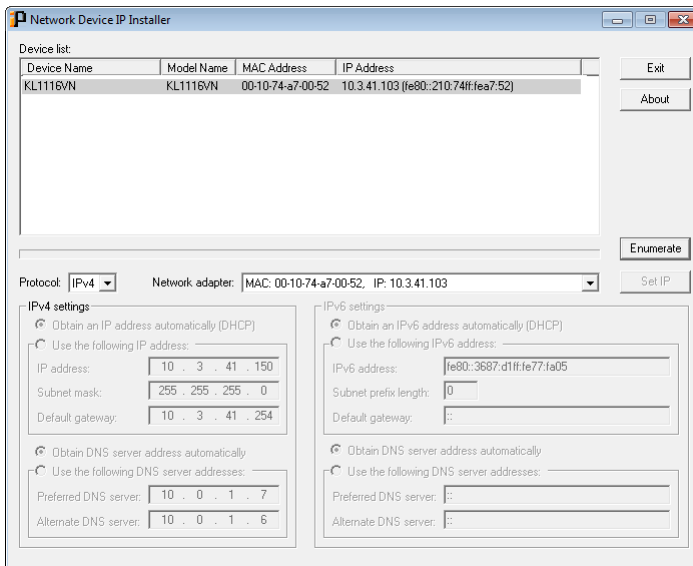 Network Device IP Installer
Device list:
Device Name Model Name MAC Address IP Address
KL1116VN KL1116VN 00-10-74-a7-00-52 10.3.41.103 (fe80::210:74ff:fea7:52)
Exit
About
Enumerate
Protocol: IPv4 Network adapter: MAC: 00-10-74-a7-00-52, IP: 10.3.41.103 Set IP
IPv4 settings
Obtain an IP address automatically (DHCP)
Use the following IP address:
IP address: 10 . 3 . 41 . 150
Subnet mask: 255 . 255 . 255 . 0
Default gateway: 10 . 3 . 41 . 254
Obtain DNS server address automatically
Use the following DNS server addresses:
Preferred DNS server: 10 . 0 . 1 . 7
Alternate DNS server: 10 . 0 . 1 . 6
IPv6 settings
Obtain an IPv6 address automatically (DHCP)
Use the following IPv6 address:
IPv6 address: fe80::3687:d1ff:fe77:fa05
Subnet prefix length: 0
Default gateway: ::
Obtain DNS server address automatically
Use the following DNS server addresses:
Preferred DNS server: ::
Alternate DNS server: ::